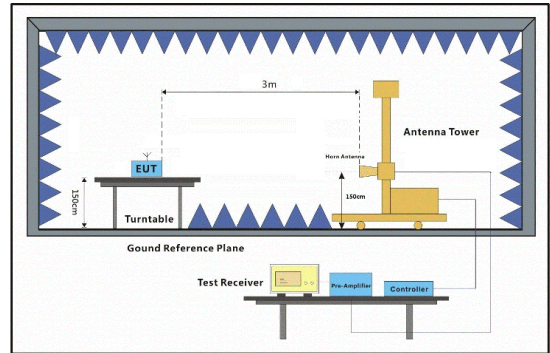 3m
Antenna Tower
Horn Antenna
EUT
150cm
150cm
Turntable
Gound Reference Plane
Test Receiver
Pre-Amplifier
Controller